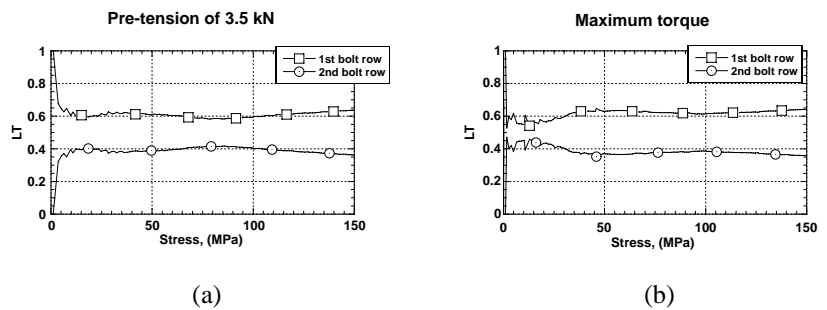 Pre-tension of 3.5 kN
1st bolt row
2nd bolt row
LT
1
0.8
0.6
0.4
0.2
0
0
50
100
150
Stress, (MPa)
(a)
Maximum torque
1st bolt row
2nd bolt row
LT
1
0.8
0.6
0.4
0.2
0
0
50
100
150
Stress, (MPa)
(b)